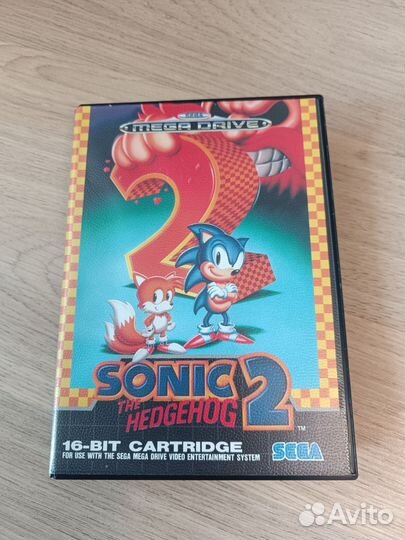 SEGA
MEGA DRIVE
2
SONIC
THE
HEDGEHOG 2
TM
16-BIT CARTRIDGE
FOR USE WITH THE SEGA MEGA DRIVE VIDEO ENTERTAINMENT SYSTEM
SEGA
Avito